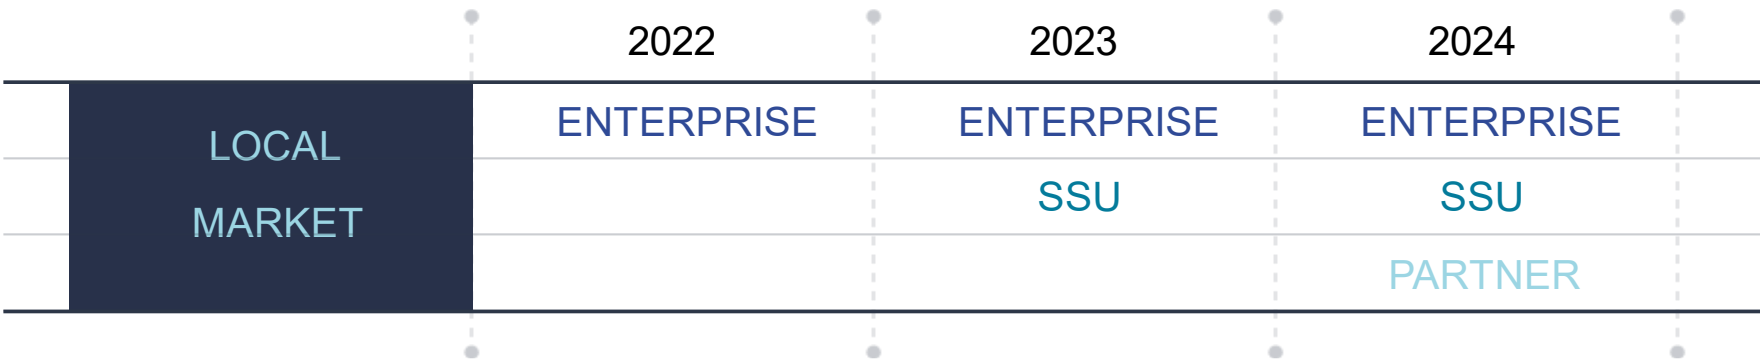 2022 2023 2024
LOCAL
MARKET
ENTERPRISE ENTERPRISE ENTERPRISE
SSU SSU
PARTNER